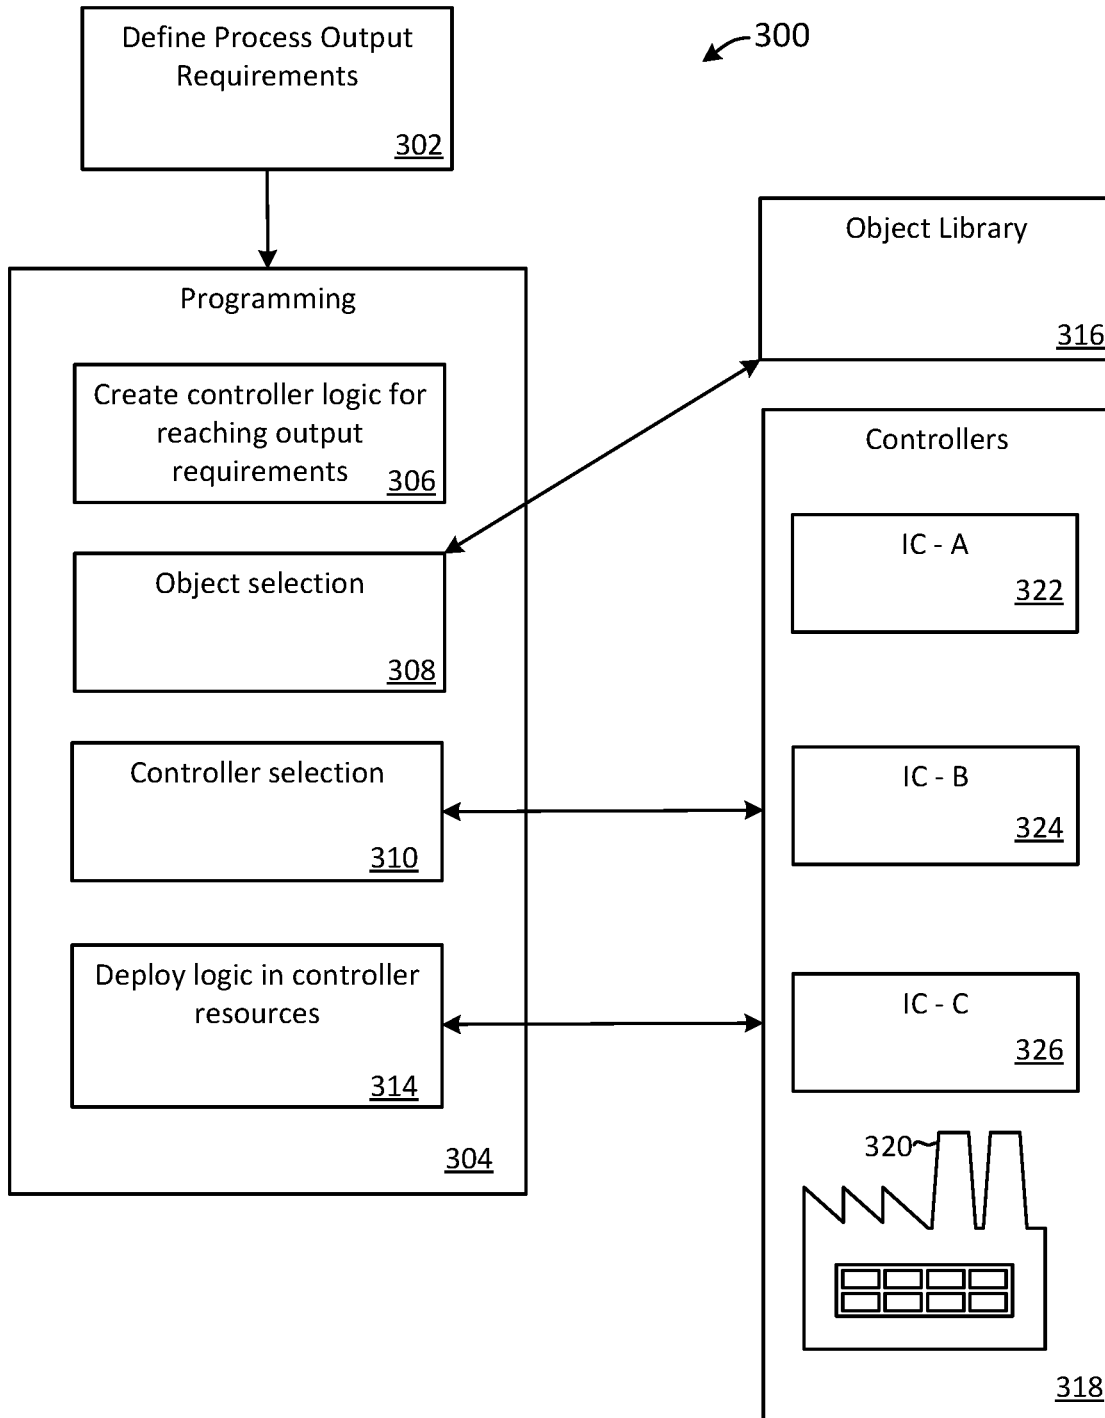 Define Process Output
Requirements
302
300
Programming
Create controller logic for
reaching output
requirements
306
Object selection
308
Controller selection
310
Deploy logic in controller
resources
314
304
Object Library
316
Controllers
IC - A
322
IC - B
324
IC - C
326
320
318